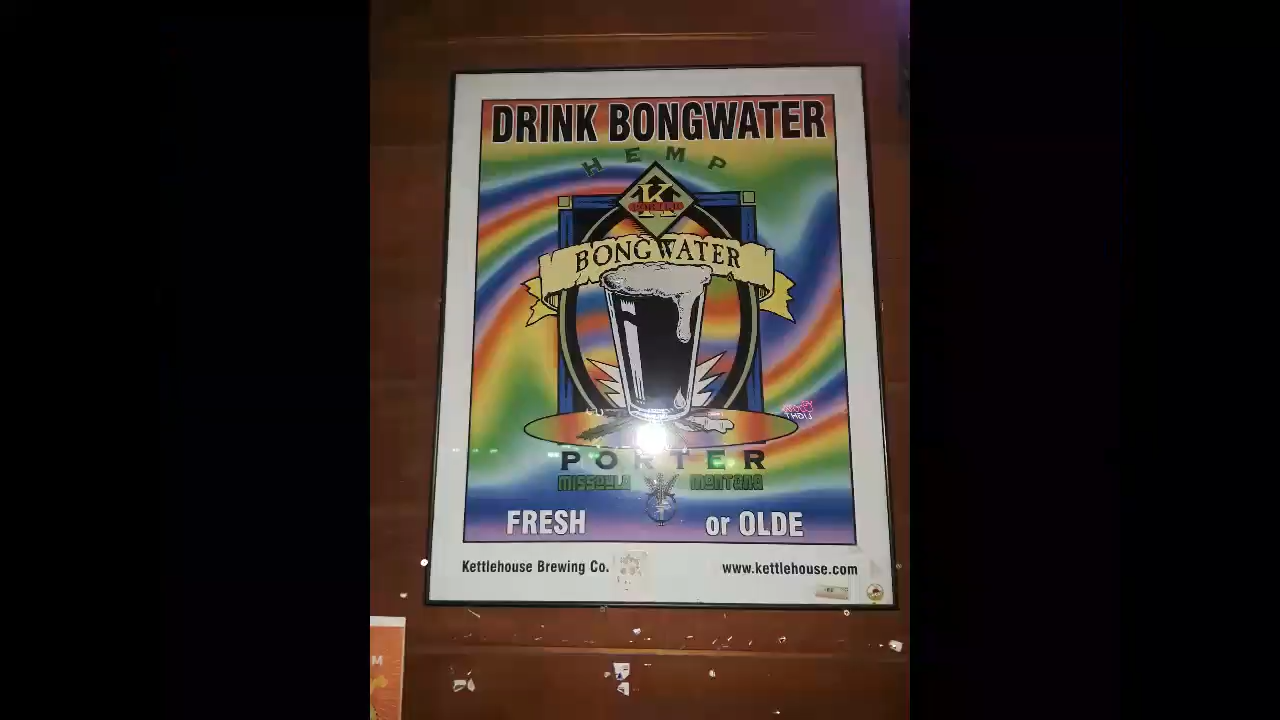 DRINK BONGWATER
HEMP
K
BONGWATER
PORTER
MISSOULA MONTANA
FRESH or OLDE
Kettlehouse Brewing Co. www.kettlehouse.com
M